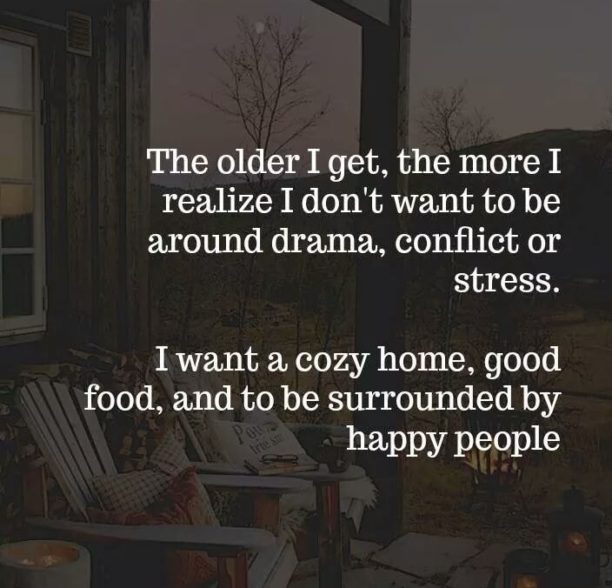 The older I get, the more I
realize I don't want to be
around drama, conflict or
stress.
I want a cozy home, good
food, and to be surrounded by
happy people